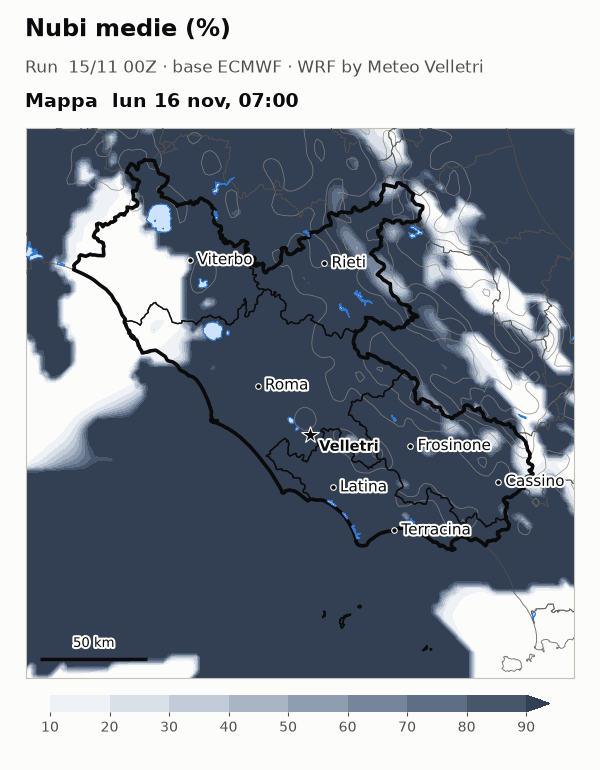 Nubi medie (%)
Run  15/11 00Z · base ECMWF · WRF by Meteo Velletri
Mappa  lun 16 nov, 07:00
Viterbo
Rieti
Roma
Velletri
Frosinone
Cassino
Latina
Terracina
50 km
10 20 30 40 50 60 70 80 90